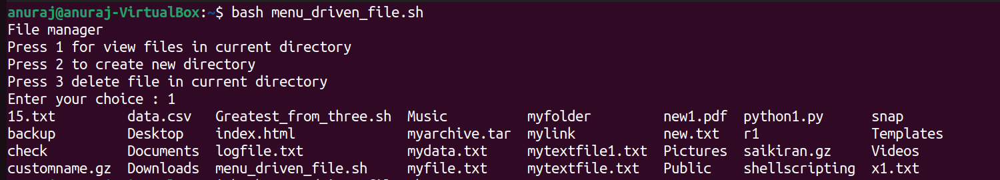 anuraj@anuraj-VirtualBox:~$ bash menu_driven_file.sh
File manager
Press 1 for view files in current directory
Press 2 to create new directory
Press 3 delete file in current directory
Enter your choice : 1
15.txt data.csv Greatest_from_three.sh Music myfolder new1.pdf python1.py snap
backup Desktop index.html myarchive.tar mylink new.txt r1 Templates
check Documents logfile.txt mydata.txt mytextfile1.txt Pictures saikiran.gz Videos
customname.gz Downloads menu_driven_file.sh myfile.txt mytextfile.txt Public shellscripting x1.txt